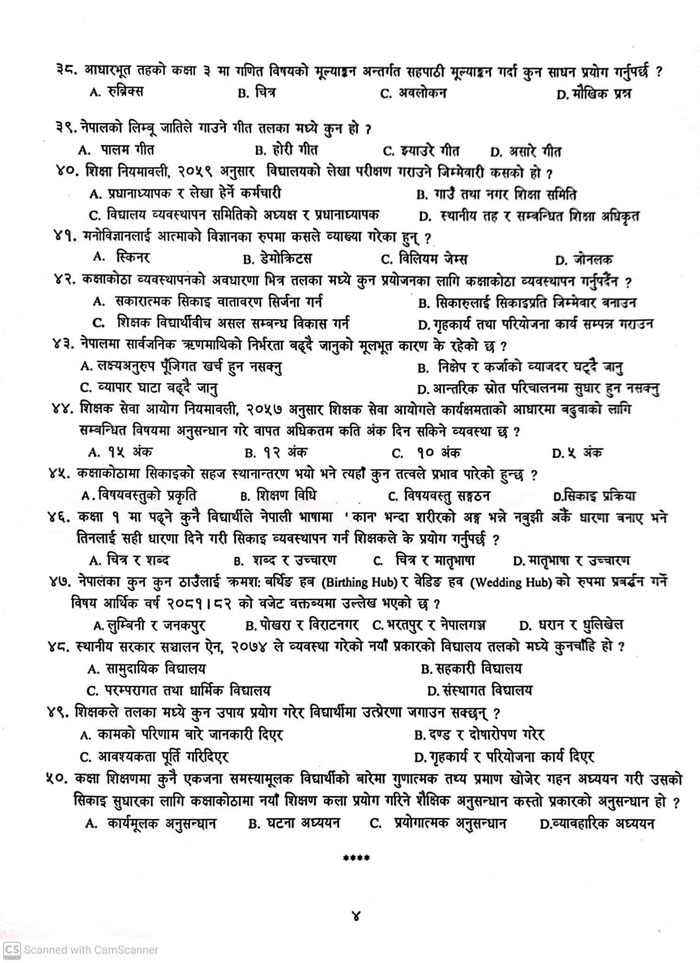 ३८. आधारभूत तहको कक्षा ३ मा गणित विषयको मूल्याङ्कन अन्तर्गत सहपाठी मूल्याङ्कन गर्दा कुन साधन प्रयोग गर्नुपर्छ ?
A. रुब्रिक्स B. चित्र C. अवलोकन D. मौखिक प्रश्न
३९. नेपालको लिम्बू जातिले गाउने गीत तलका मध्ये कुन हो ?
A. पालम गीत B. होरी गीत C. झ्याउरे गीत D. असारे गीत
४०. शिक्षा नियमावली, २०५९ अनुसार विद्यालयको लेखा परीक्षण गराउने जिम्मेवारी कसको हो ?
A. प्रधानाध्यापक र लेखा हेर्ने कर्मचारी B. गाउँ तथा नगर शिक्षा समिति
C. विद्यालय व्यवस्थापन समितिको अध्यक्ष र प्रधानाध्यापक D. स्थानीय तह र सम्बन्धित शिक्षा अधिकृत
४१. मनोविज्ञानलाई आत्माको विज्ञानका रुपमा कसले व्याख्या गरेका हुन् ?
A. स्किनर B. डेमोक्रिटस C. विलियम जेम्स D. जोनलक
४२. कक्षाकोठा व्यवस्थापनको अवधारणा भित्र तलका मध्ये कुन प्रयोजनका लागि कक्षाकोठा व्यवस्थापन गर्नुपर्दैन ?
A. सकारात्मक सिकाइ वातावरण सिर्जना गर्न B. सिकारुलाई सिकाइप्रति जिम्मेवार बनाउन
C. शिक्षक विद्यार्थीवीच असल सम्बन्ध विकास गर्न D. गृहकार्य तथा परियोजना कार्य सम्पन्न गराउन
४३. नेपालमा सार्वजनिक ऋणमाथिको निर्भरता बढ्दै जानुको मूलभूत कारण के रहेको छ ?
A. लक्ष्यअनुरुप पूँजिगत खर्च हुन नसक्नु B. निक्षेप र कर्जाको व्याजदर घट्दै जानु
C. व्यापार घाटा बढ्दै जानु D. आन्तरिक स्रोत परिचालनमा सुधार हुन नसक्नु
४४. शिक्षक सेवा आयोग नियमावली, २०५७ अनुसार शिक्षक सेवा आयोगले कार्यक्षमताको आधारमा बढुवाको लागि
सम्बन्धित विषयमा अनुसन्धान गरे वापत अधिकतम कति अंक दिन सकिने व्यवस्था छ ?
A. १५ अंक B. १२ अंक C. १० अंक D. ५ अंक
४५. कक्षाकोठामा सिकाइको सहज स्थानान्तरण भयो भने त्यहाँ कुन तत्वले प्रभाव पारेको हुन्छ ?
A. विषयवस्तुको प्रकृति B. शिक्षण विधि C. विषयवस्तु सङ्गठन D. सिकाइ प्रक्रिया
४६. कक्षा १ मा पढ्ने कुनै विद्यार्थीले नेपाली भाषामा 'कान' भन्दा शरीरको अङ्ग भन्ने नबुझी अर्कै धारणा बनाए भने
तिनलाई सही धारणा दिने गरी सिकाइ व्यवस्थापन गर्न शिक्षकले के प्रयोग गर्नुपर्छ ?
A. चित्र र शब्द B. शब्द र उच्चारण C. चित्र र मातृभाषा D. मातृभाषा र उच्चारण
४७. नेपालका कुन कुन ठाउँलाई क्रमश: बर्थिङ हब (Birthing Hub) र वेडिङ हव (Wedding Hub) को रुपमा प्रबर्द्धन गर्ने
विषय आर्थिक वर्ष २०८१।८२ को वजेट वक्तव्यमा उल्लेख भएको छ ?
A. लुम्बिनी र जनकपुर B. पोखरा र विराटनगर C. भरतपुर र नेपालगञ्ज D. धरान र धुलिखेल
४८. स्थानीय सरकार सञ्चालन ऐन, २०७४ ले व्यवस्था गरेको नयाँ प्रकारको विद्यालय तलको मध्ये कुनचाँहि हो ?
A. सामुदायिक विद्यालय B. सहकारी विद्यालय
C. परम्परागत तथा धार्मिक विद्यालय D. संस्थागत विद्यालय
४९. शिक्षकले तलका मध्ये कुन उपाय प्रयोग गरेर विद्यार्थीमा उत्प्रेरणा जगाउन सक्छन् ?
A. कामको परिणाम बारे जानकारी दिएर B. दण्ड र दोषारोपण गरेर
C. आवश्यकता पूर्ति गरिदिएर D. गृहकार्य र परियोजना कार्य दिएर
५०. कक्षा शिक्षणमा कुनै एकजना समस्यामूलक विद्यार्थीको बारेमा गुणात्मक तथ्य प्रमाण खोजेर गहन अध्ययन गरी उसको
सिकाइ सुधारका लागि कक्षाकोठामा नयाँ शिक्षण कला प्रयोग गरिने शैक्षिक अनुसन्धान कस्तो प्रकारको अनुसन्धान हो ?
A. कार्यमूलक अनुसन्धान B. घटना अध्ययन C. प्रयोगात्मक अनुसन्धान D. व्यावहारिक अध्ययन
****
४
CS Scanned with CamScanner